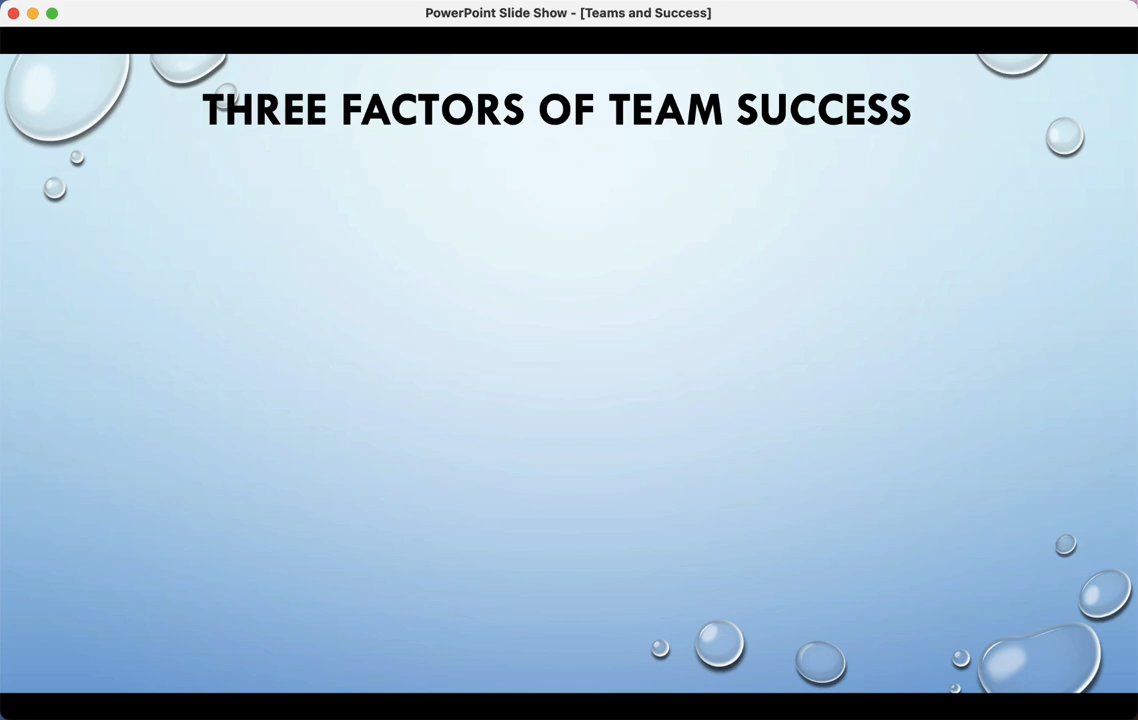 PowerPoint Slide Show - [Teams and Success]
THREE FACTORS OF TEAM SUCCESS